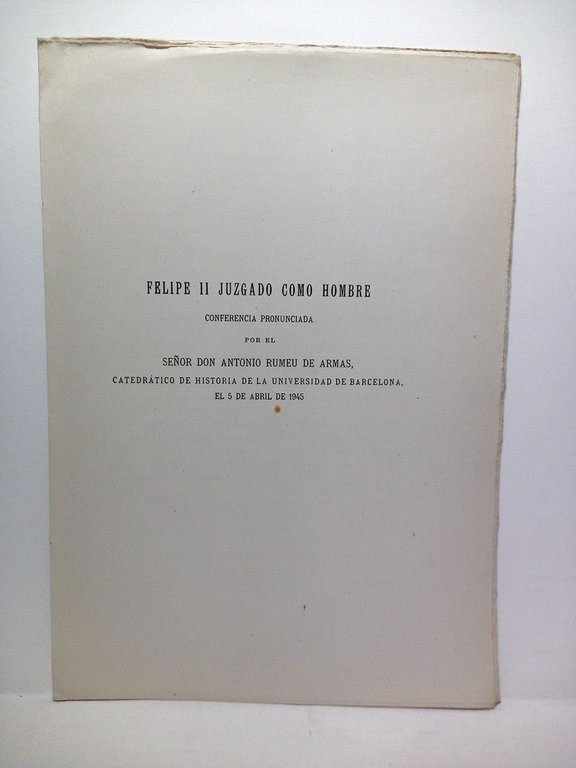 FELIPE II JUZGADO COMO HOMBRE
CONFERENCIA PRONUNCIADA
POR EL
SEÑOR DON ANTONIO RUMEU DE ARMAS,
CATEDRÁTICO DE HISTORIA DE LA UNIVERSIDAD DE BARCELONA,
EL 5 DE ABRIL DE 1945